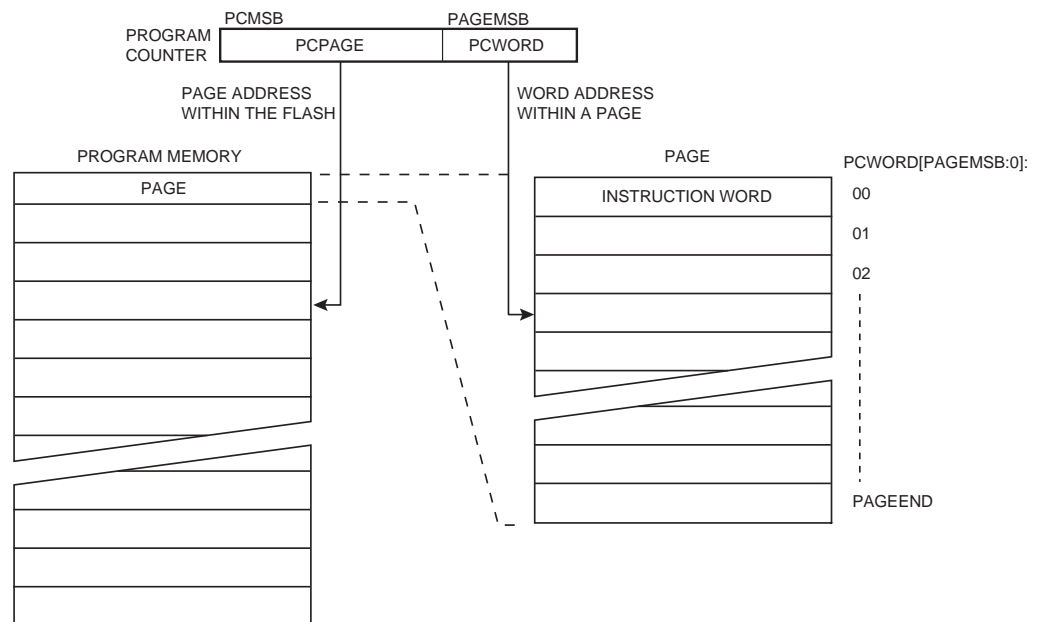 PCMSB
PAGEMSB
PROGRAM
COUNTER
PCPAGE
PCWORD
PAGE ADDRESS
WITHIN THE FLASH
WORD ADDRESS
WITHIN A PAGE
PROGRAM MEMORY
PAGE
PAGE
INSTRUCTION WORD
PCWORD[PAGEMSB:0]:
00
01
02
PAGEEND